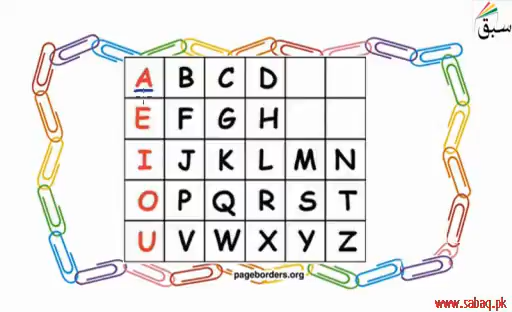 سبق
A B C D
E F G H
I J K L M N
O P Q R S T
U V W X Y Z
pageborders.org
www.sabaq.pk